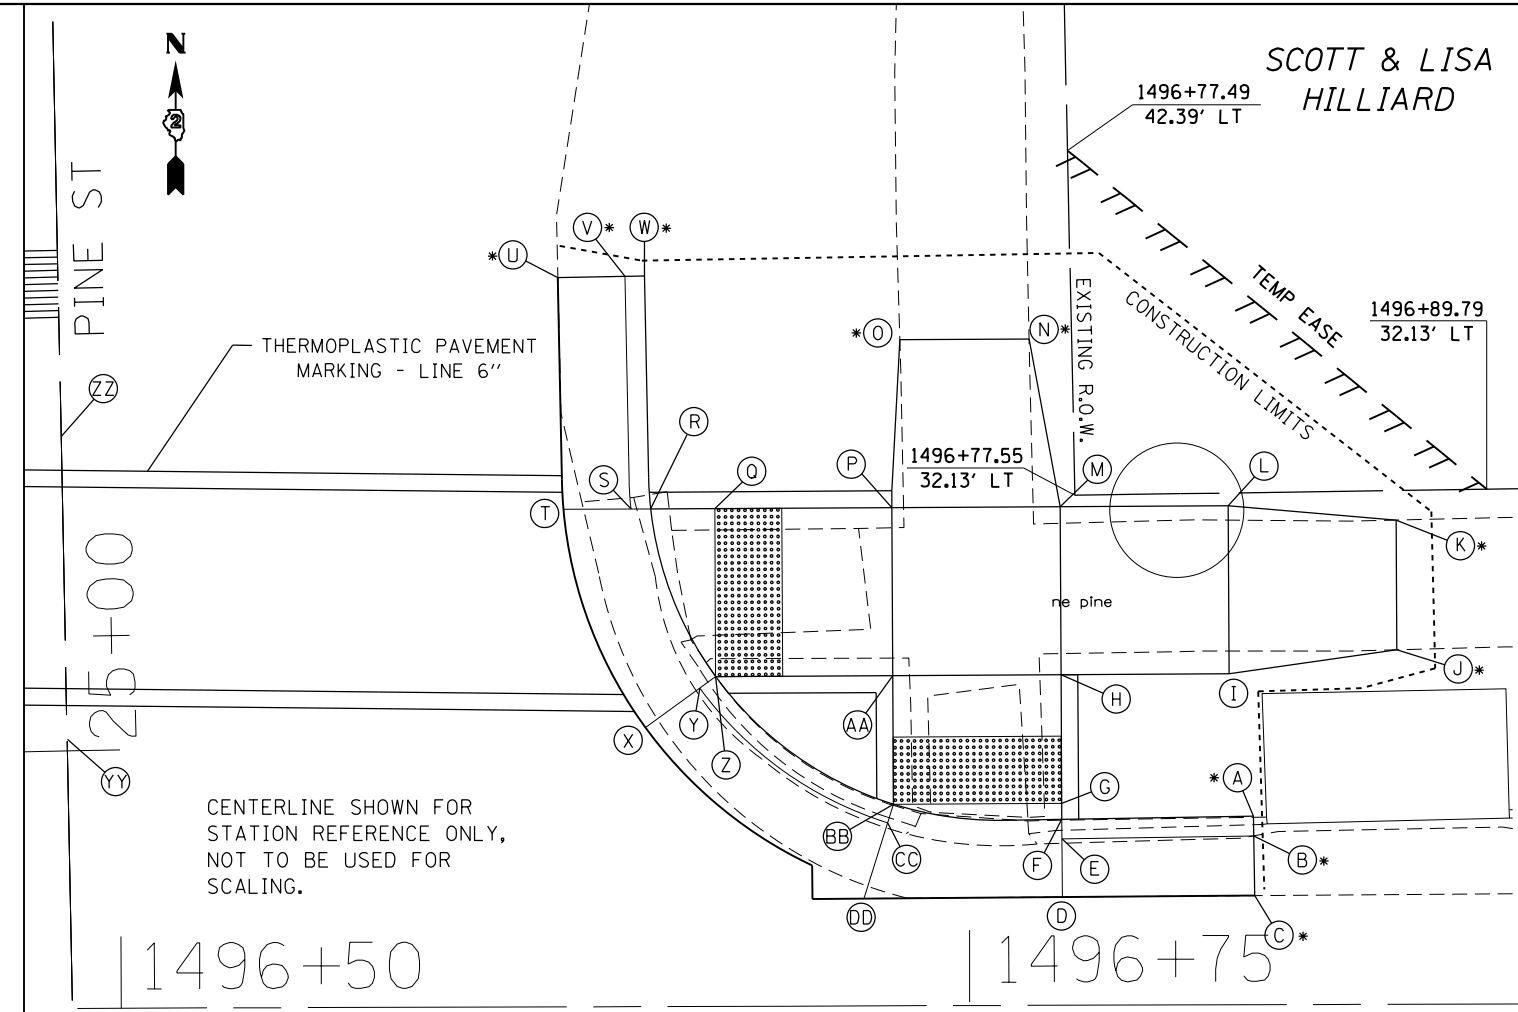 N
2
SCOTT & LISA
HILLIARD
1496+77.49
42.39' LT
PINE ST
*U
V*
W*
TEMP EASE
CONSTRUCTION LIMITS
EXISTING R.O.W.
1496+89.79
32.13' LT
THERMOPLASTIC PAVEMENT
MARKING - LINE 6''
*O
N*
ZZ
R
1496+77.55
32.13' LT
S
Q
P
M
L
T
K*
25+00
ne pine
J*
H
I
X
Y
AA
Z
YY
*A
G
CENTERLINE SHOWN FOR
STATION REFERENCE ONLY,
NOT TO BE USED FOR
SCALING.
BB
CC
F
E
B*
DD
D
C*
1496+50
1496+75